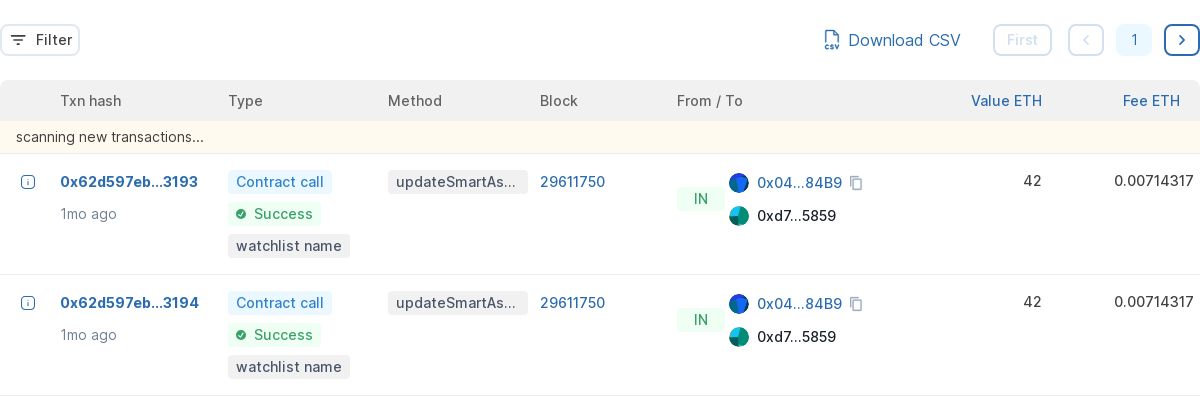 Filter
CSV
Download CSV
First
1
Txn hash Type Method Block From / To Value ETH Fee ETH
scanning new transactions...
0x62d597eb...3193 Contract call updateSmartAs... 29611750 IN 0x04...84B9 42 0.00714317
1mo ago Success 0xd7...5859
watchlist name
0x62d597eb...3194 Contract call updateSmartAs... 29611750 IN 0x04...84B9 42 0.00714317
1mo ago Success 0xd7...5859
watchlist name